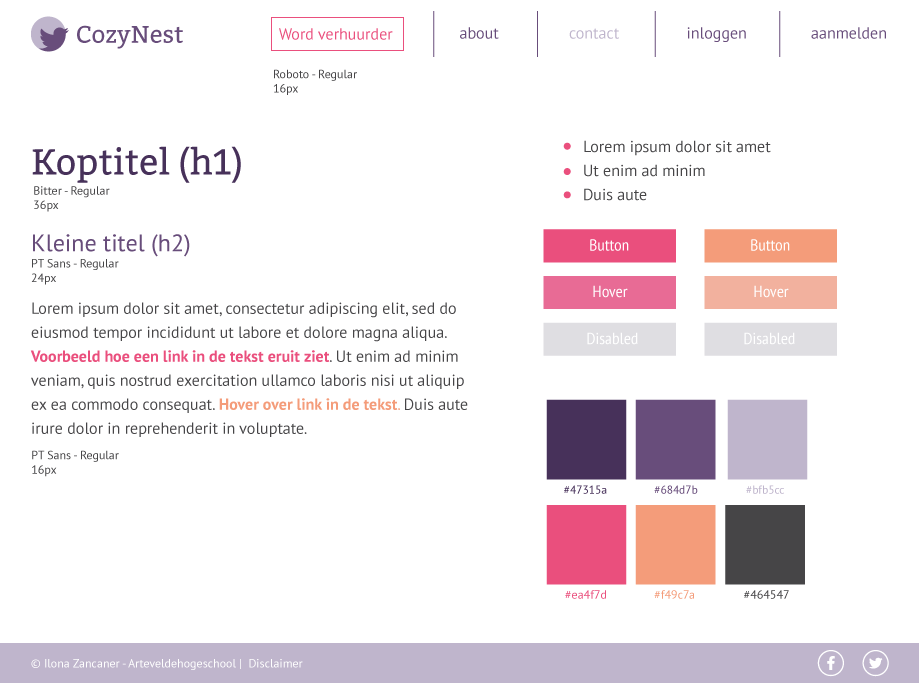 CozyNest
Word verhuurder
about
contact
inloggen
aanmelden
Roboto - Regular
16px
Koptitel (h1)
Bitter - Regular
36px
Kleine titel (h2)
PT Sans - Regular
24px
Lorem ipsum dolor sit amet, consectetur adipiscing elit, sed do
eiusmod tempor incididunt ut labore et dolore magna aliqua.
Voorbeeld hoe een link in de tekst eruit ziet. Ut enim ad minim
veniam, quis nostrud exercitation ullamco laboris nisi ut aliquip
ex ea commodo consequat. Hover over link in de tekst. Duis aute
irure dolor in reprehenderit in voluptate.
PT Sans - Regular
16px
Lorem ipsum dolor sit amet
Ut enim ad minim
Duis aute
Button
Button
Hover
Hover
Disabled
Disabled
#47315a
#684d7b
#bfb5cc
#ea4f7d
#f49c7a
#464547
© Ilona Zancaner - Arteveldehogeschool | Disclaimer